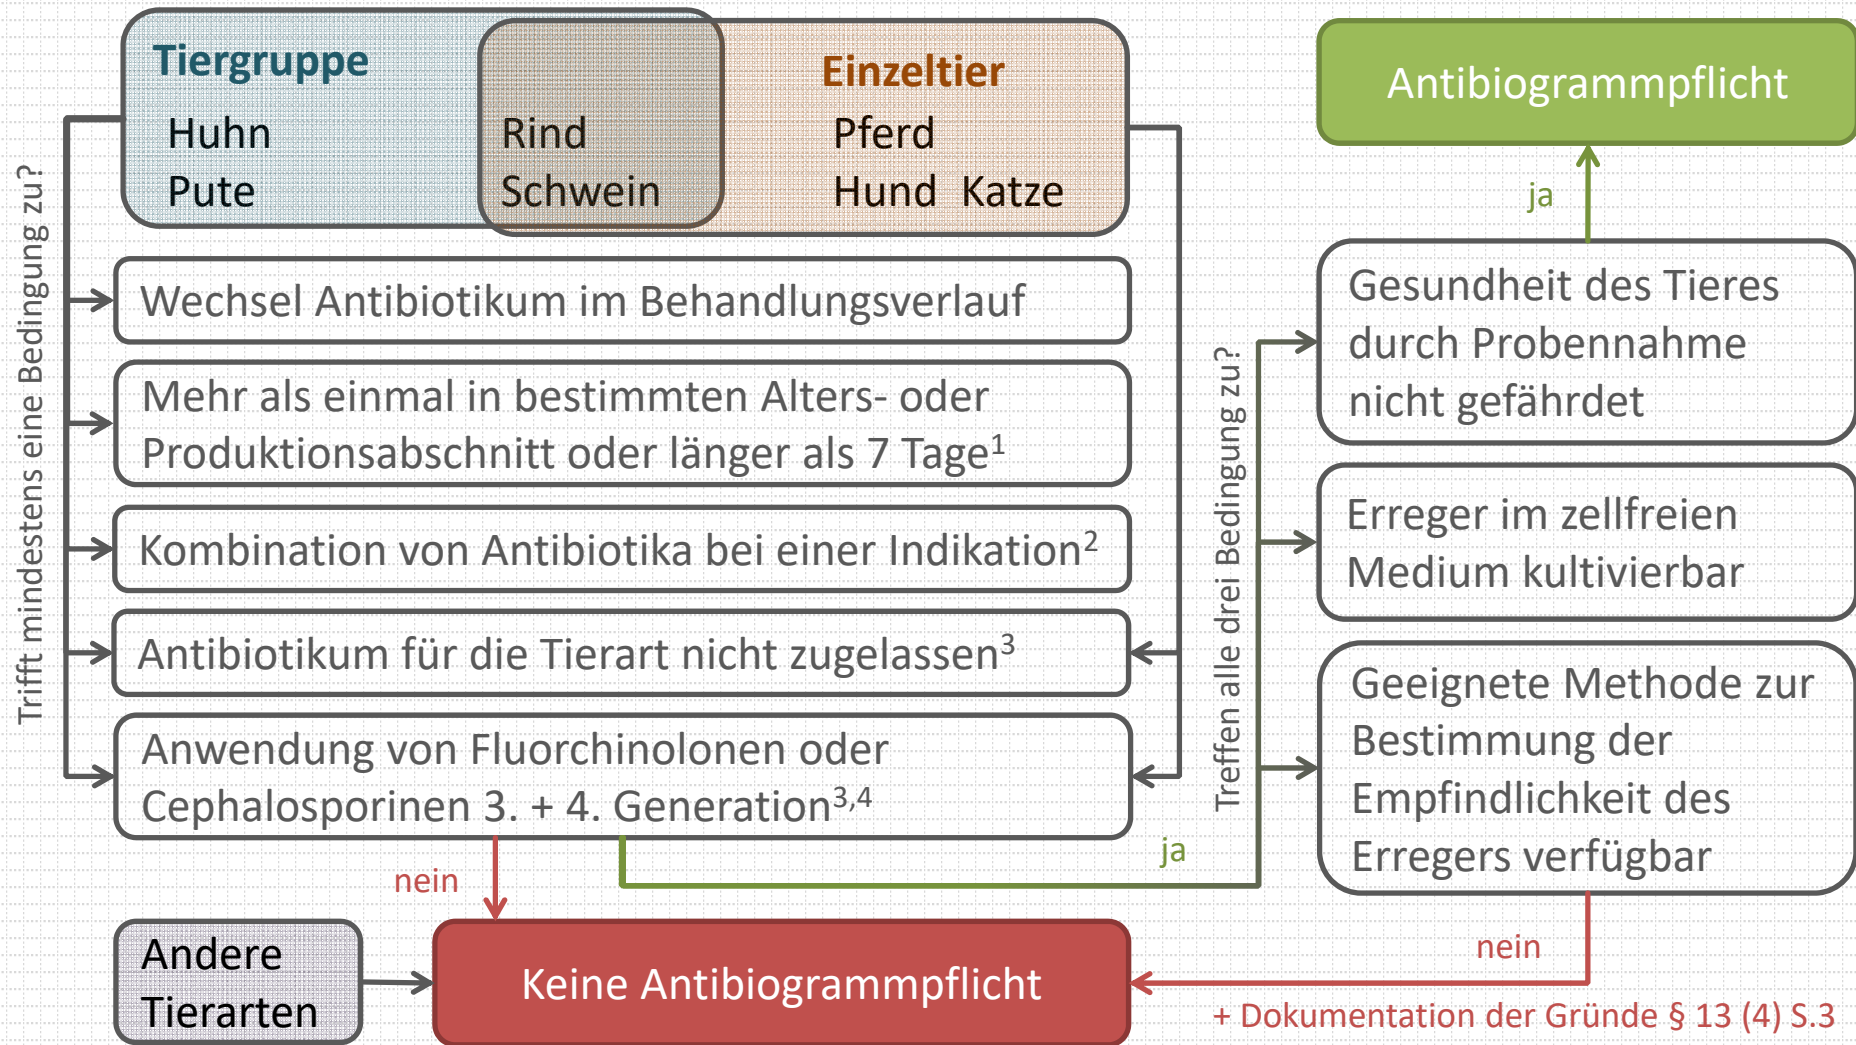 Tiergruppe
Huhn
Pute
Rind
Schwein
Einzeltier
Pferd
Hund Katze
Trifft mindestens eine Bedingung zu?
Wechsel Antibiotikum im Behandlungsverlauf
Mehr als einmal in bestimmten Alters- oder
Produktionsabschnitt oder länger als 7 Tage¹
Kombination von Antibiotika bei einer Indikation²
Antibiotikum für die Tierart nicht zugelassen³
Anwendung von Fluorchinolonen oder
Cephalosporinen 3. + 4. Generation³,⁴
nein
ja
Andere
Tierarten
Keine Antibiogrammpflicht
Treffen alle drei Bedingung zu?
Antibiogrammpflicht
ja
Gesundheit des Tieres
durch Probennahme
nicht gefährdet
Erreger im zellfreien
Medium kultivierbar
Geeignete Methode zur
Bestimmung der
Empfindlichkeit des
Erregers verfügbar
nein
+ Dokumentation der Gründe § 13 (4) S.3